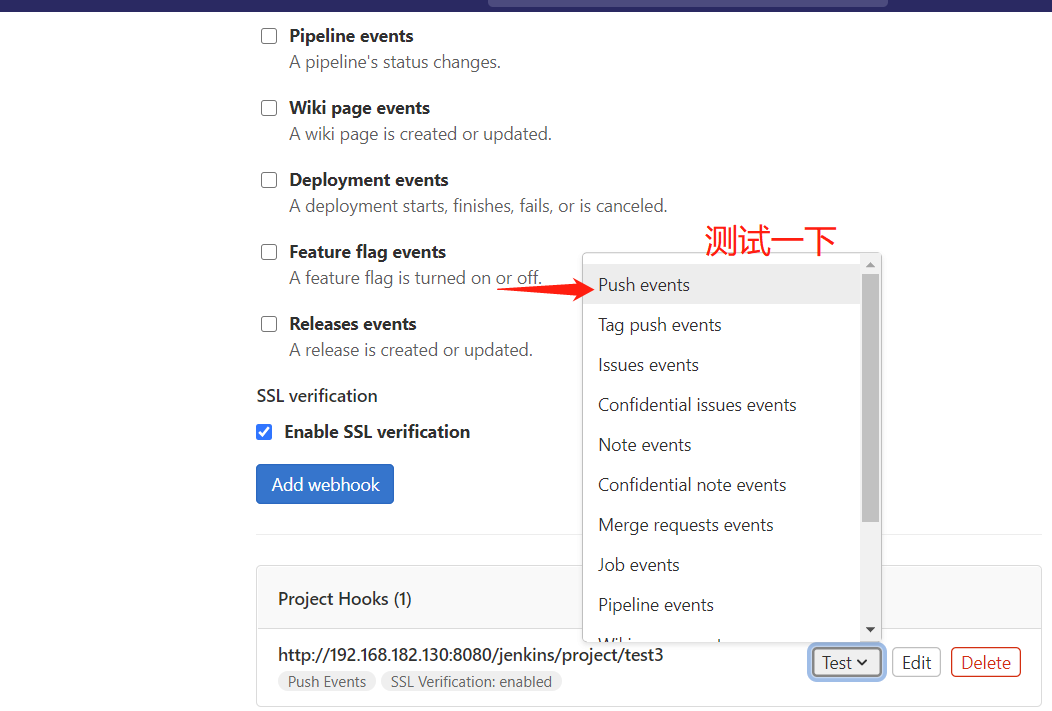 Pipeline events
A pipeline's status changes.
Wiki page events
A wiki page is created or updated.
Deployment events
A deployment starts, finishes, fails, or is canceled.
测试一下
Feature flag events
A feature flag is turned on or off.
Releases events
A release is created or updated.
SSL verification
Enable SSL verification
Add webhook
Push events
Tag push events
Issues events
Confidential issues events
Note events
Confidential note events
Merge requests events
Job events
Pipeline events
Project Hooks (1)
http://192.168.182.130:8080/jenkins/project/test3
Push Events SSL Verification: enabled
Test Edit Delete